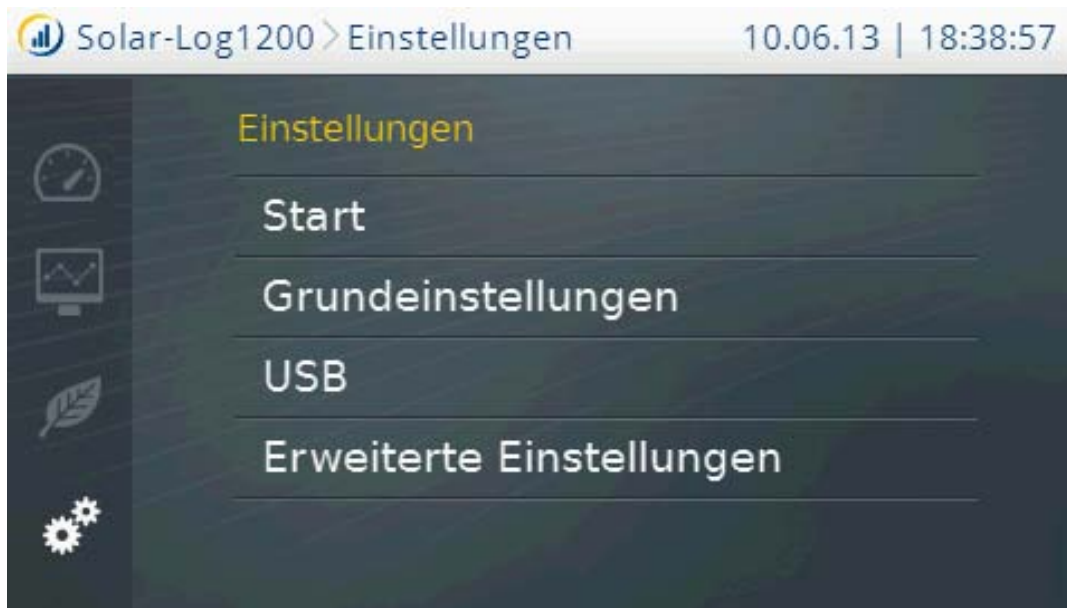 Solar-Log1200 > Einstellungen 10.06.13 | 18:38:57
Einstellungen
Start
Grundeinstellungen
USB
Erweiterte Einstellungen